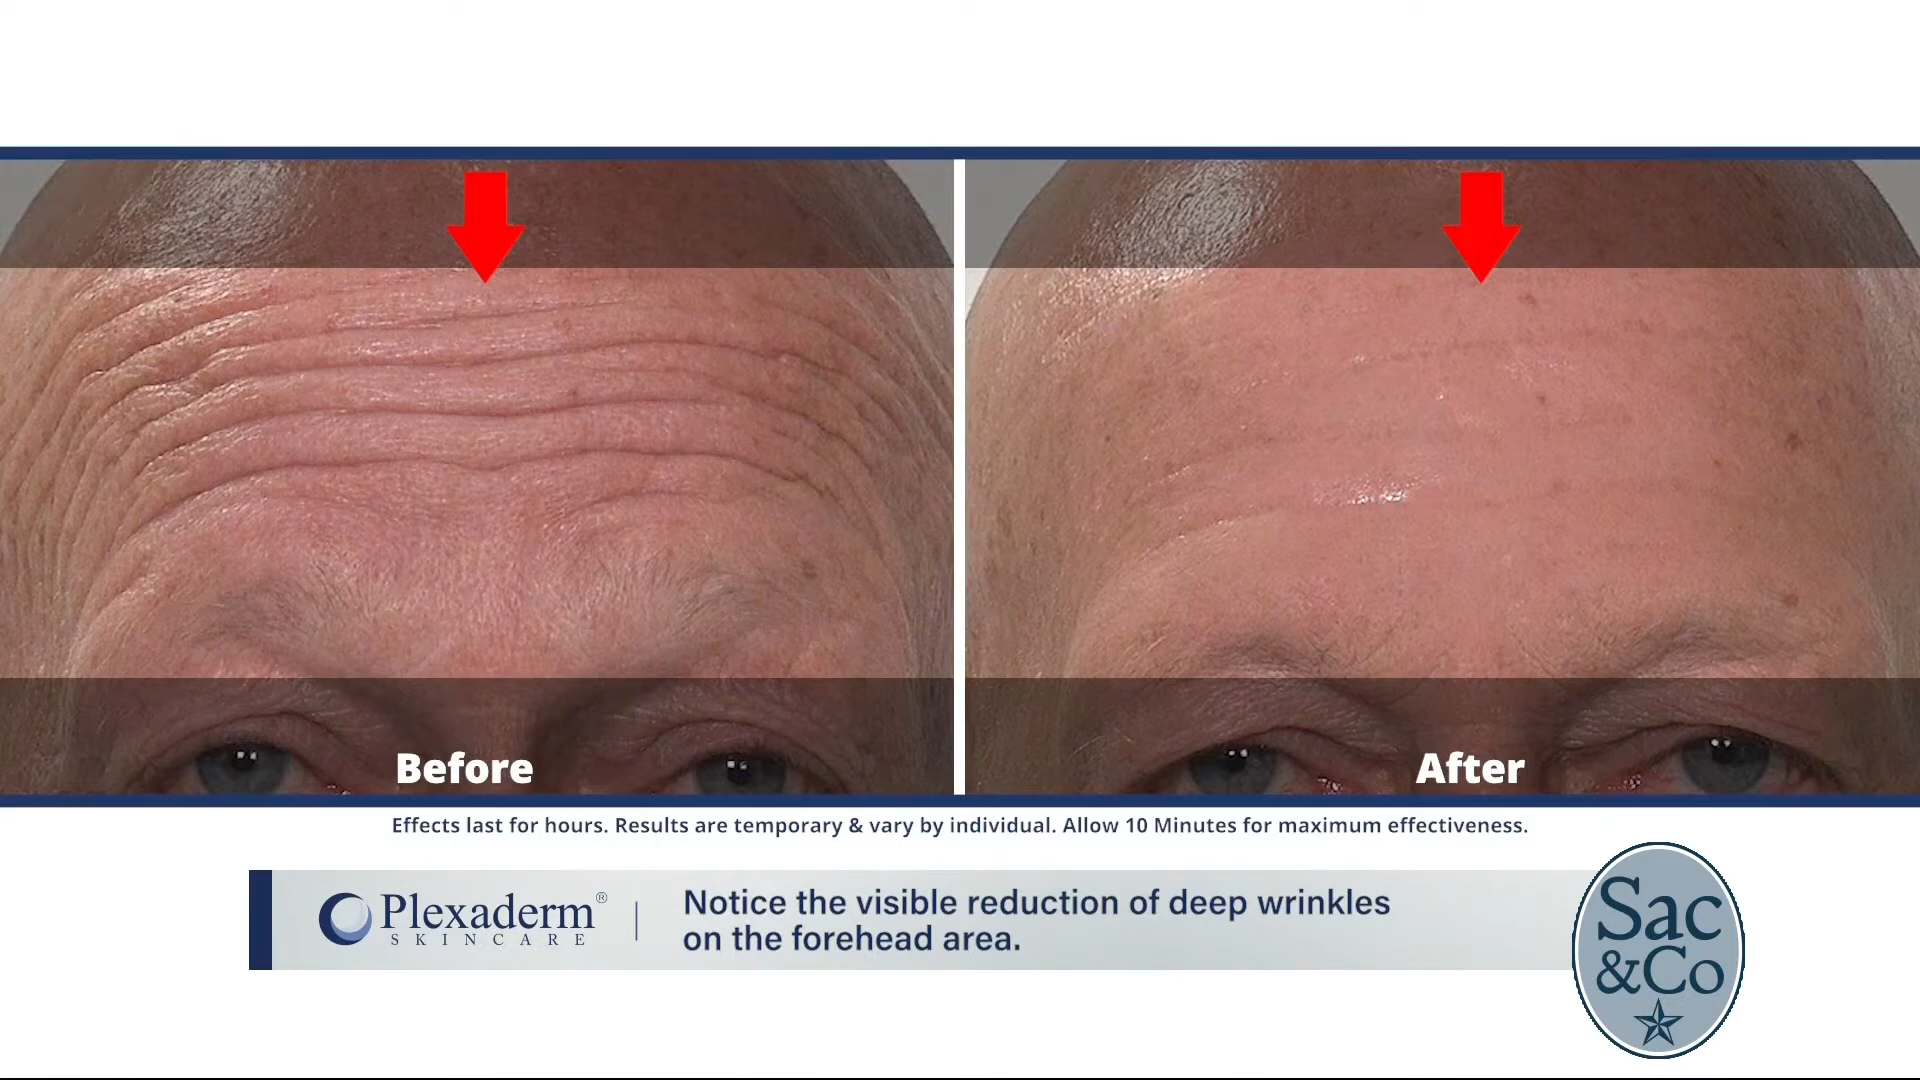 Before
After
Effects last for hours. Results are temporary & vary by individual. Allow 10 Minutes for maximum effectiveness.
Plexaderm®
SKINCARE
Notice the visible reduction of deep wrinkles
on the forehead area.
Sac
&Co